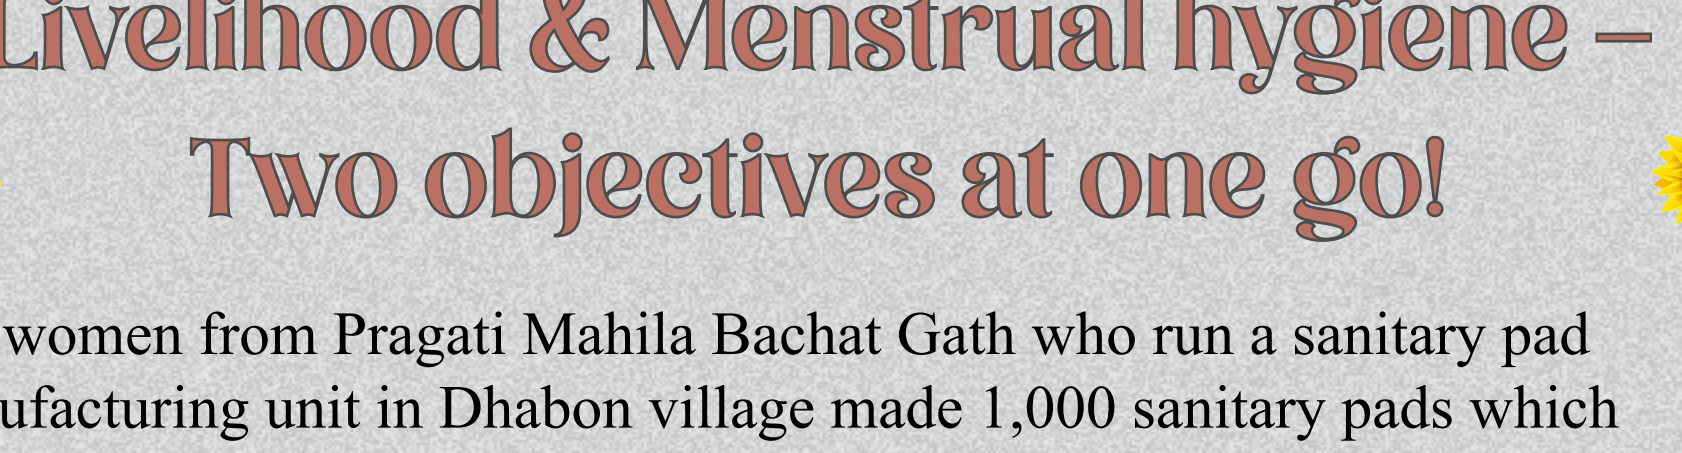 Livelihood & Menstrual hygiene –
Two objectives at one go!
women from Pragati Mahila Bachat Gath who run a sanitary pad
ufacturing unit in Dhabon village made 1,000 sanitary pads which